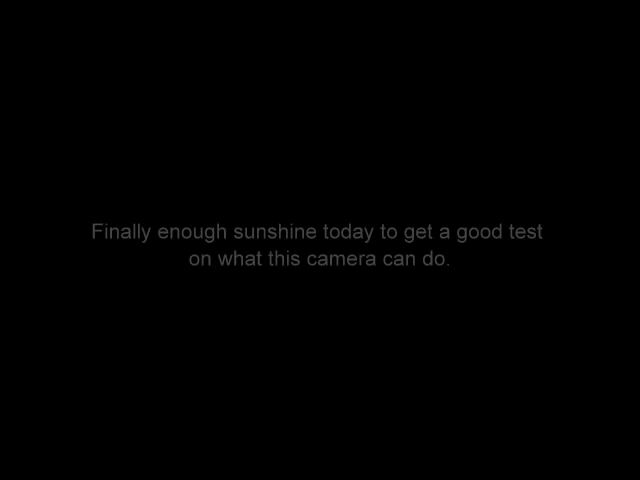 Finally enough sunshine today to get a good test
on what this camera can do.